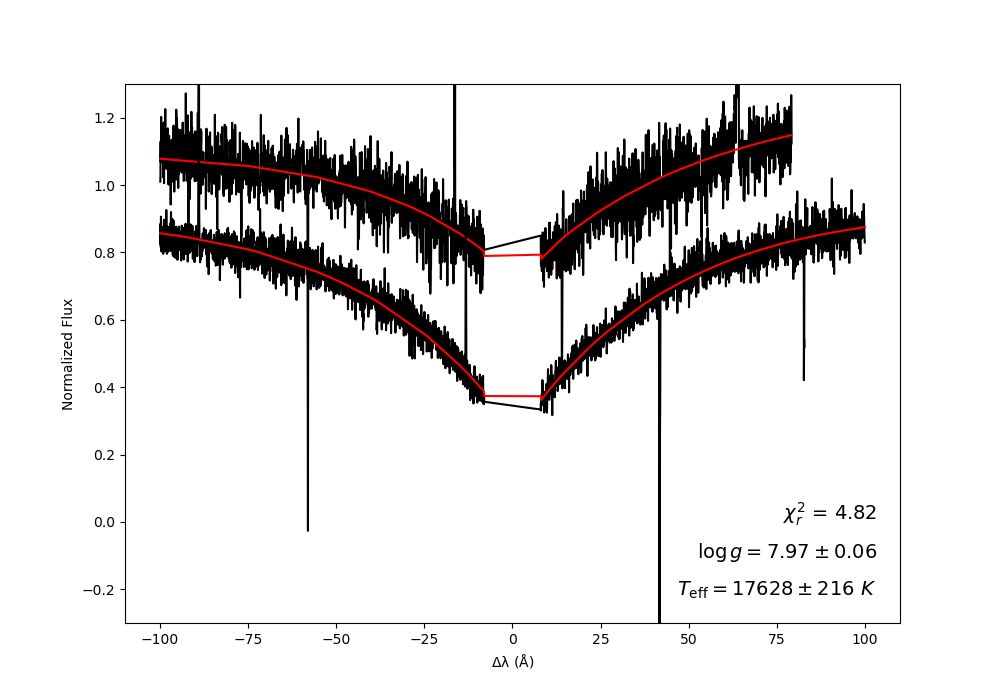 1.2
1.0
0.8
0.6
0.4
0.2
0.0
−0.2
Normalized Flux
χ²ᵣ = 4.82
log g = 7.97 ± 0.06
T_eff = 17628 ± 216 K
−100 −75 −50 −25 0 25 50 75 100
Δλ (Å)